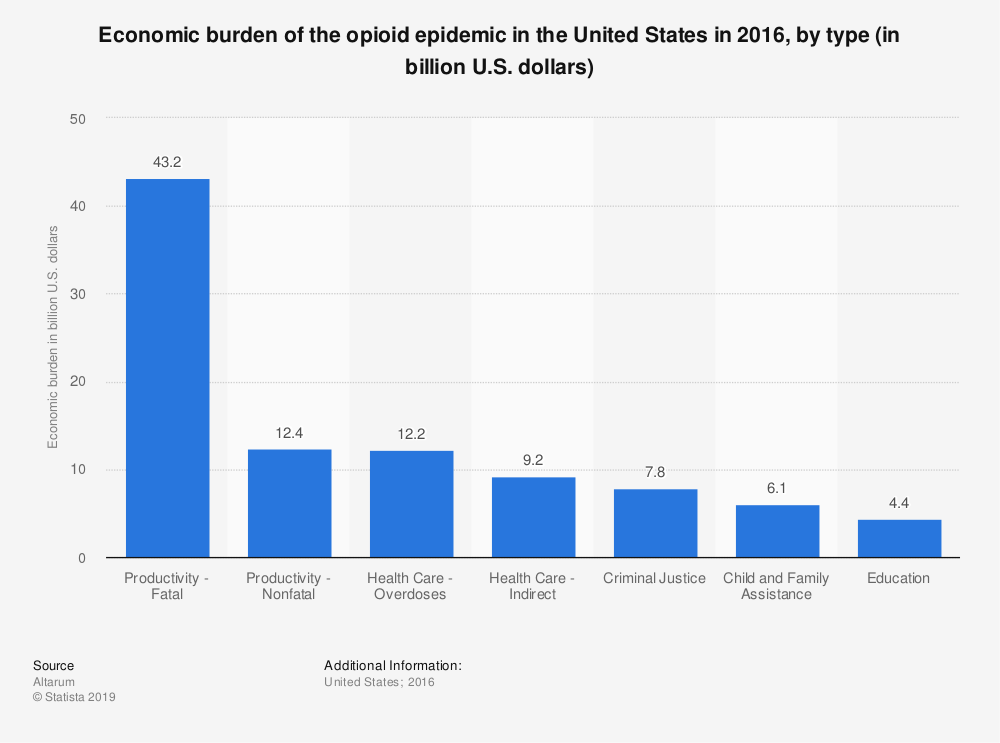 Economic burden of the opioid epidemic in the United States in 2016, by type (in
billion U.S. dollars)
Economic burden in billion U.S. dollars
50
40
30
20
10
0
43.2
12.4
12.2
9.2
7.8
6.1
4.4
Productivity -
Fatal
Productivity -
Nonfatal
Health Care -
Overdoses
Health Care -
Indirect
Criminal Justice
Child and Family
Assistance
Education
Source
Altarum
© Statista 2019
Additional Information:
United States; 2016